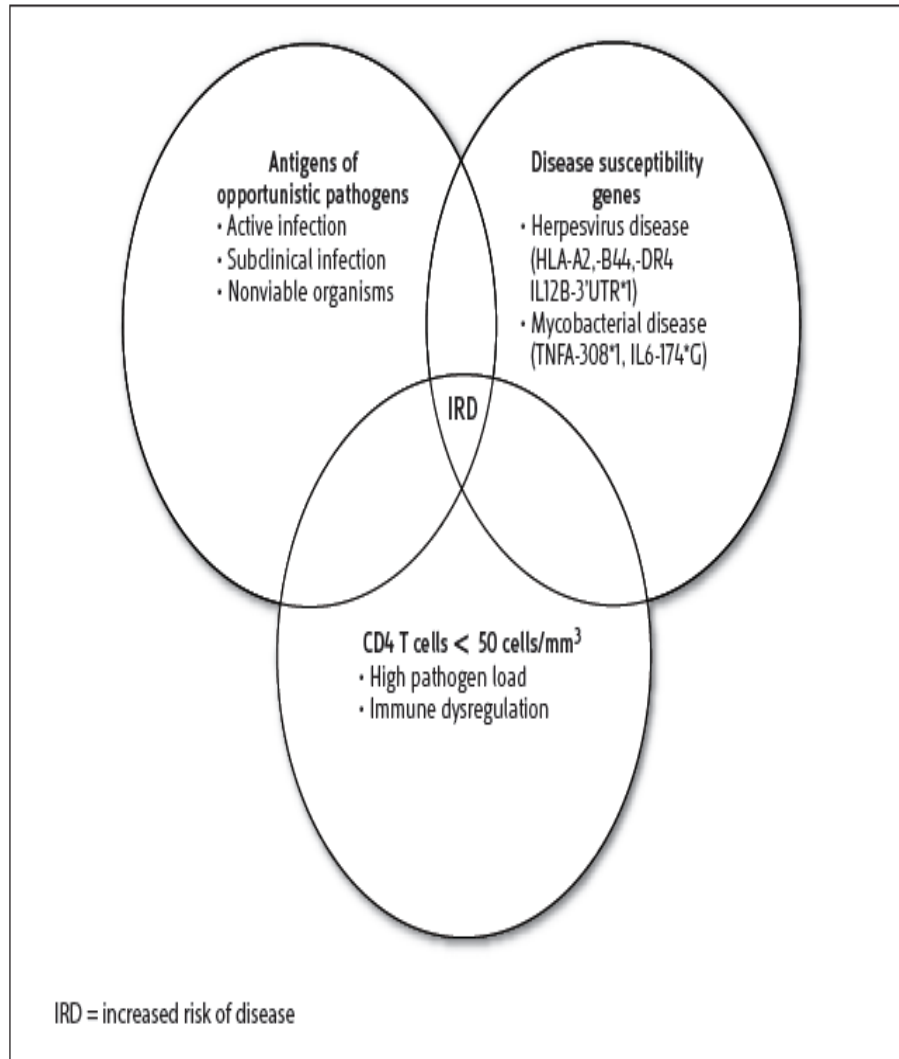 Antigens of
opportunistic pathogens
· Active infection
· Subclinical infection
· Nonviable organisms
Disease susceptibility
genes
· Herpesvirus disease
(HLA-A2,-B44,-DR4
IL12B-3'UTR*1)
· Mycobacterial disease
(TNFA-308*1, IL6-174*G)
IRD
CD4 T cells < 50 cells/mm³
· High pathogen load
· Immune dysregulation
IRD = increased risk of disease